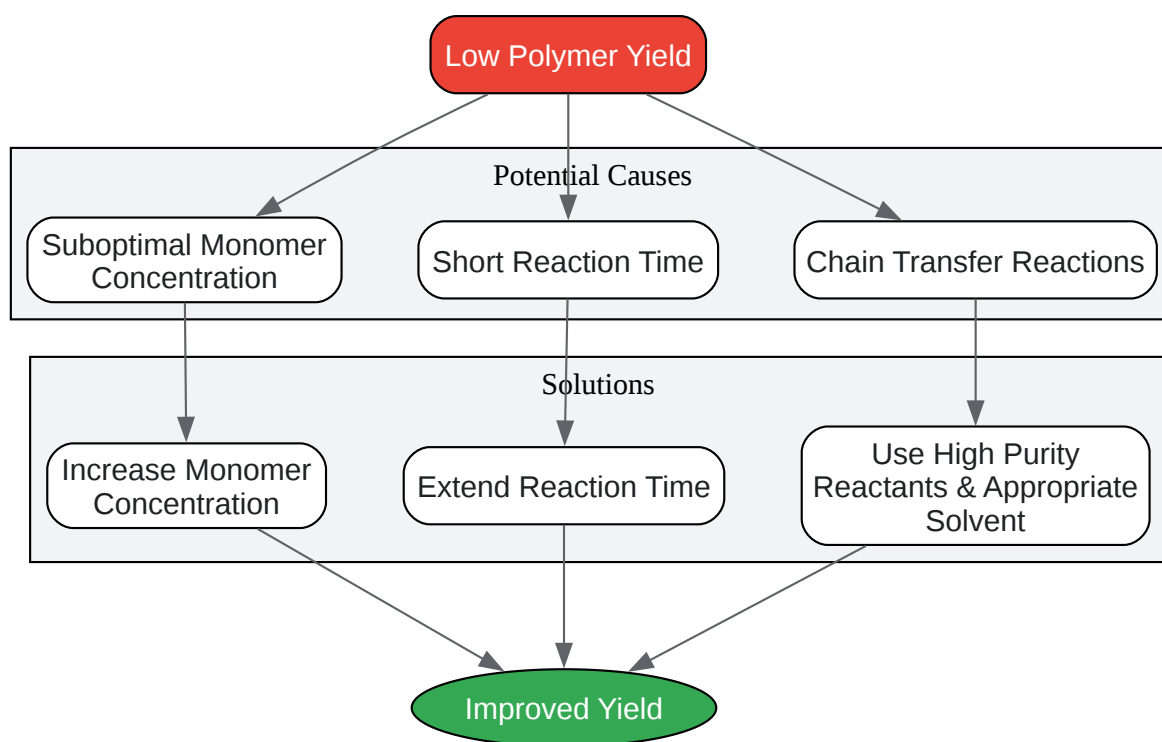 Low Polymer Yield
Potential Causes
Suboptimal Monomer
Concentration
Short Reaction Time
Chain Transfer Reactions
Solutions
Increase Monomer
Concentration
Extend Reaction Time
Use High Purity
Reactants & Appropriate
Solvent
Improved Yield